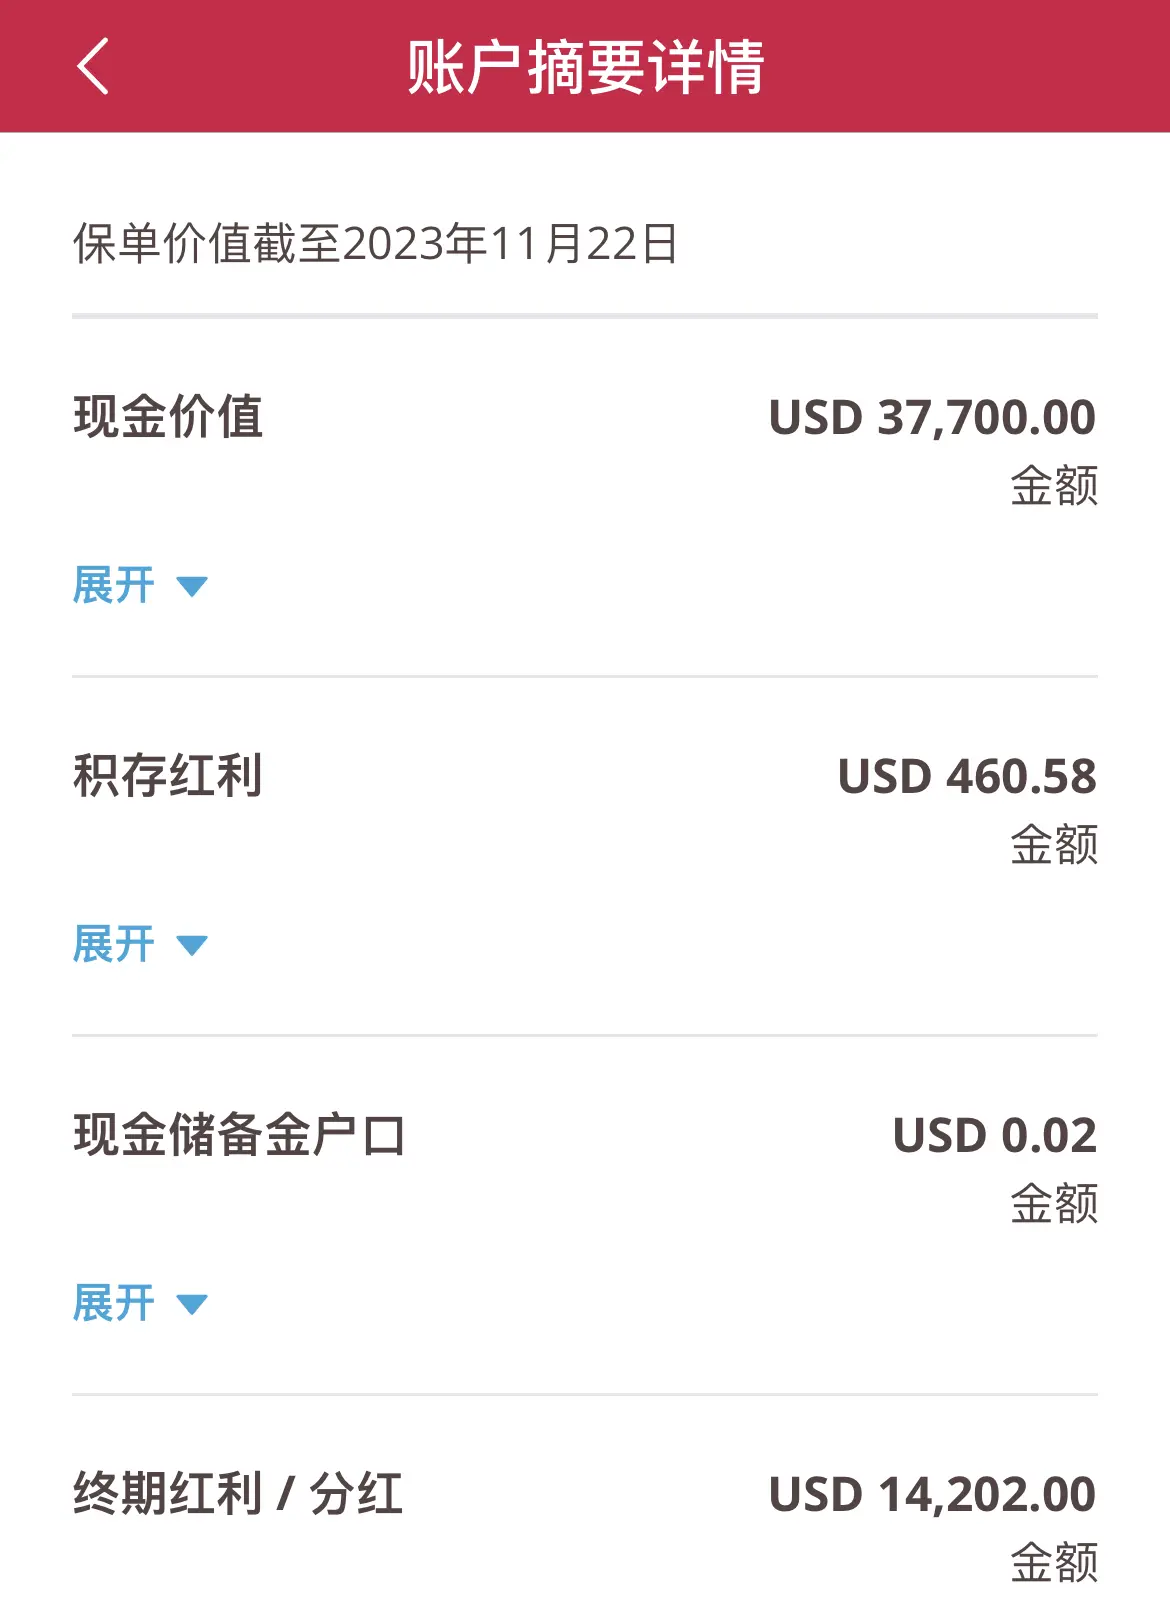 账户摘要详情
保单价值截至2023年11月22日
现金价值 USD 37,700.00
金额
展开
积存红利 USD 460.58
金额
展开
现金储备金户口 USD 0.02
金额
展开
终期红利 / 分红 USD 14,202.00
金额